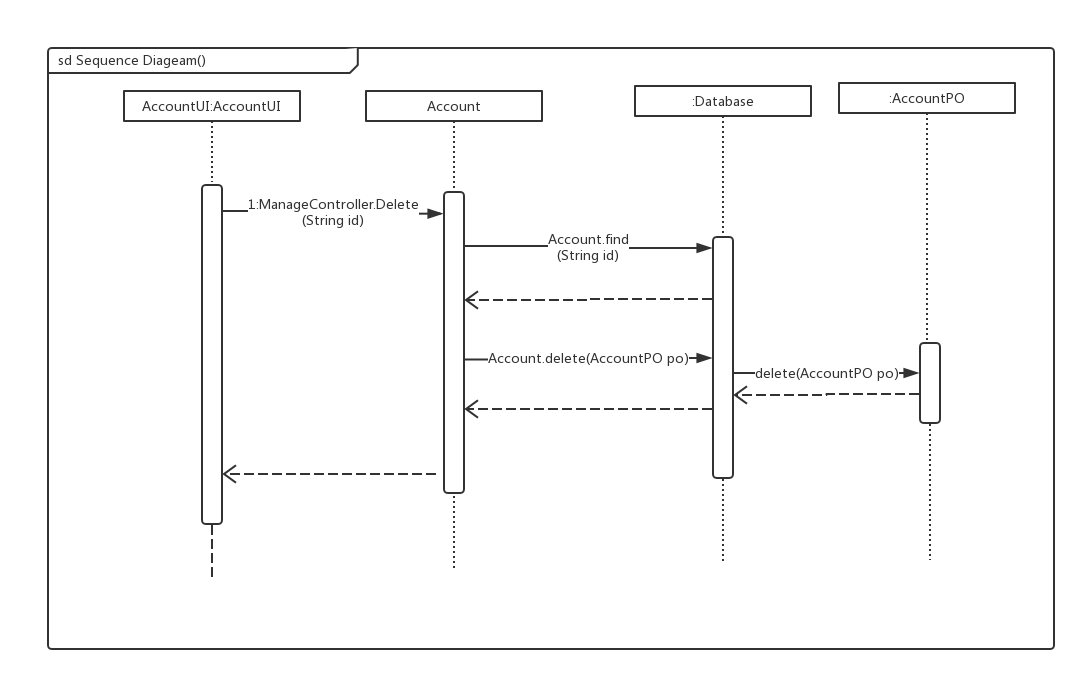 sd Sequence Diageam()
AccountUI:AccountUI
Account
:Database
:AccountPO
1:ManageController.Delete
(String id)
Account.find
(String id)
Account.delete(AccountPO po)
delete(AccountPO po)